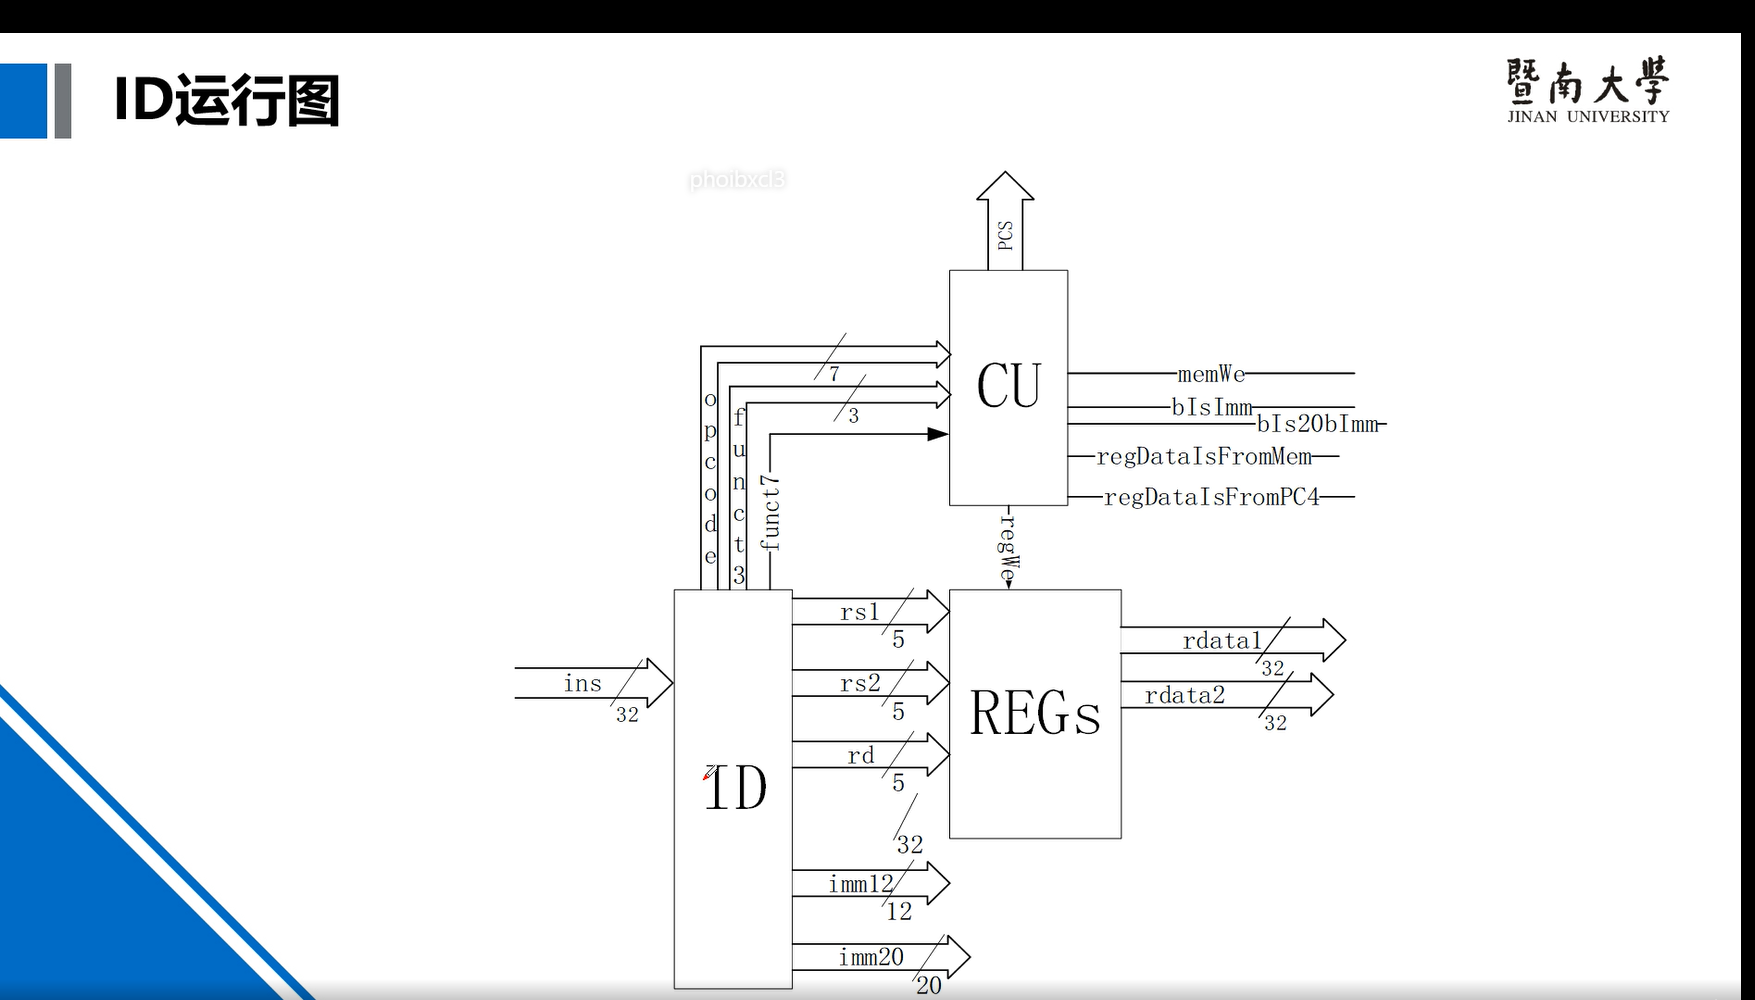 ID运行图
暨南大學
JINAN UNIVERSITY
phoibxcl3
PCS
CU
7
3
opcode
funct3
funct7
memWe
bIsImm
bIs20bImm
regDataIsFromMem
regDataIsFromPC4
regWe
ins
32
ID
rs1
5
rs2
5
rd
5
32
imm12
12
imm20
20
REGs
rdata1
32
rdata2
32